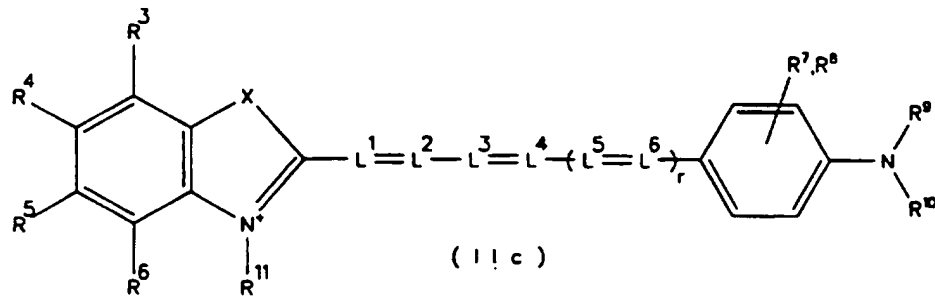 R³ R⁷,R⁸
R⁴ X R⁹
L¹=L²—L³=L⁴—(L⁵=L⁶)r N
R⁵ N⁺ R¹⁰
R⁶ R¹¹ (IIc)